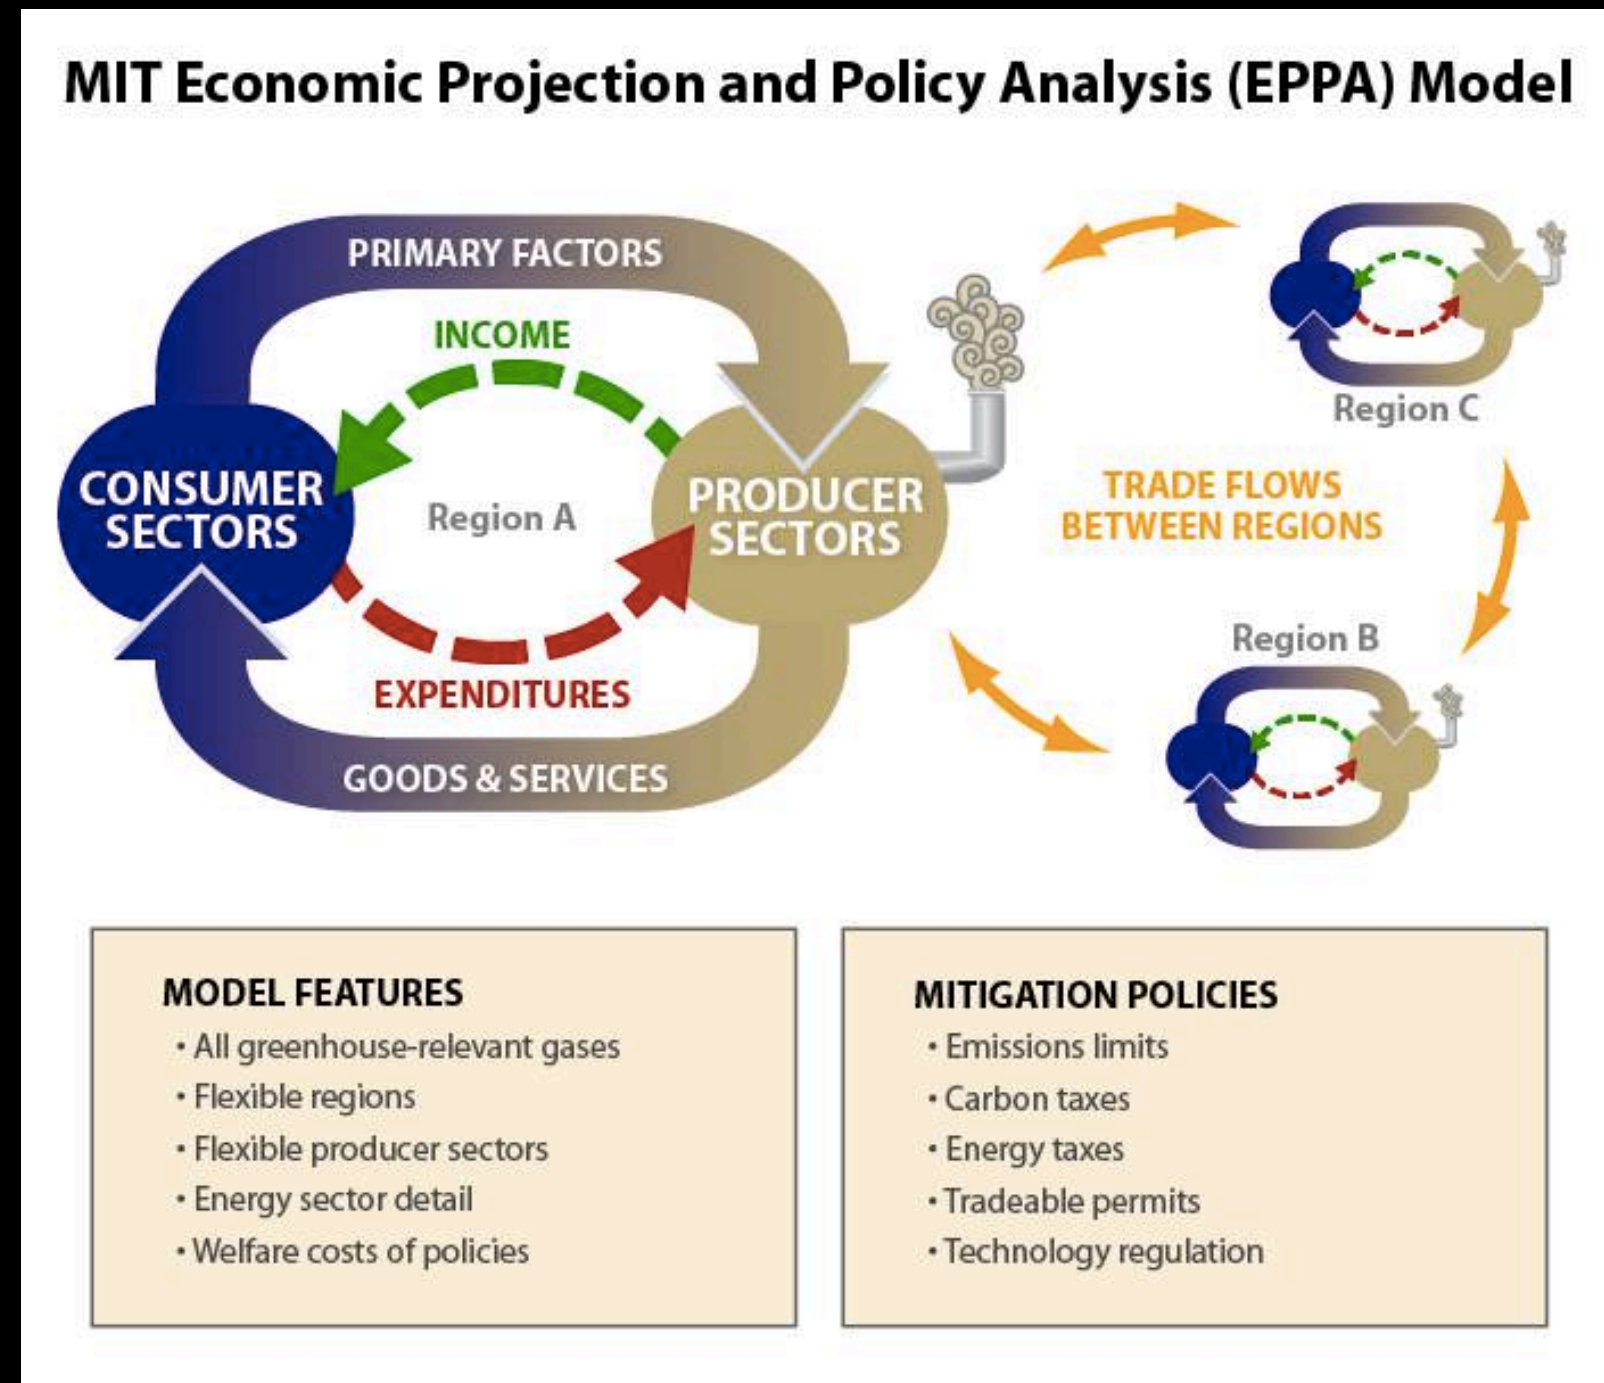 MIT Economic Projection and Policy Analysis (EPPA) Model
PRIMARY FACTORS
INCOME
CONSUMER
SECTORS
Region A
PRODUCER
SECTORS
EXPENDITURES
GOODS & SERVICES
Region C
TRADE FLOWS
BETWEEN REGIONS
Region B
MODEL FEATURES
• All greenhouse-relevant gases
• Flexible regions
• Flexible producer sectors
• Energy sector detail
• Welfare costs of policies
MITIGATION POLICIES
• Emissions limits
• Carbon taxes
• Energy taxes
• Tradeable permits
• Technology regulation